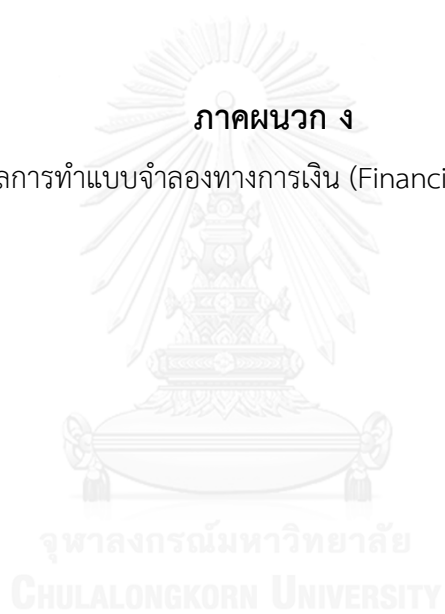 ภาคผนวก ง
ลการทำแบบจำลองทางการเงิน (Financi
จุฬาลงกรณ์มหาวิทยาลัย
CHULALONGKORN UNIVERSITY